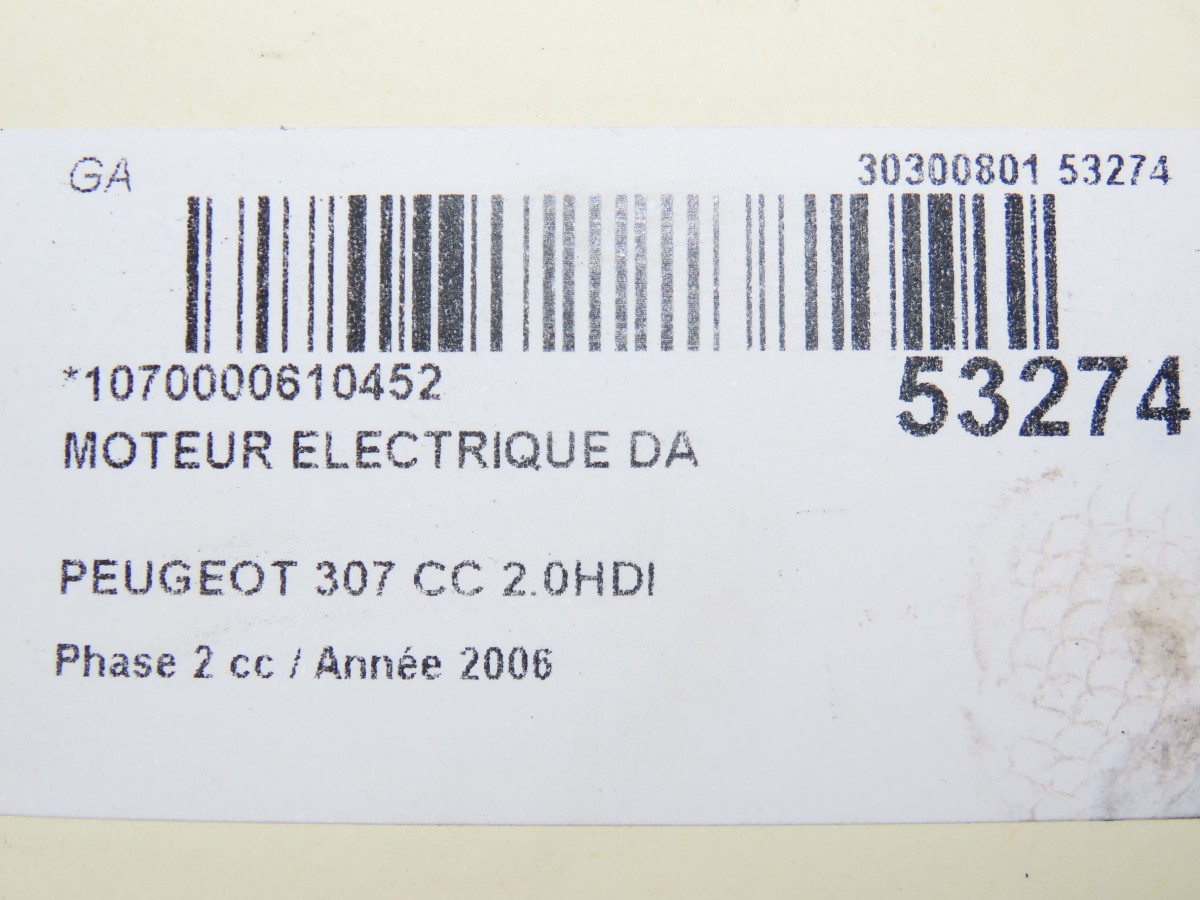 GA 30300801 53274
*1070000610452 53274
MOTEUR ELECTRIQUE DA
PEUGEOT 307 CC 2.0HDI
Phase 2 cc / Année 2006